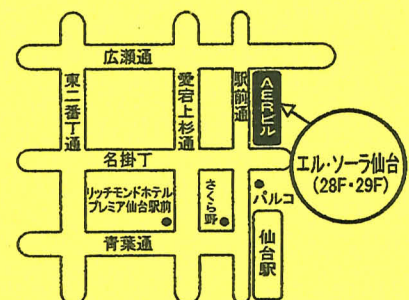 広瀬通
東二番丁通
愛宕上杉通
駅前通
AERビル
名掛丁
エル・ソーラ仙台
(28F・29F)
リッチモンドホテル
プレミア仙台駅前
さくら野
パルコ
仙台駅
青葉通